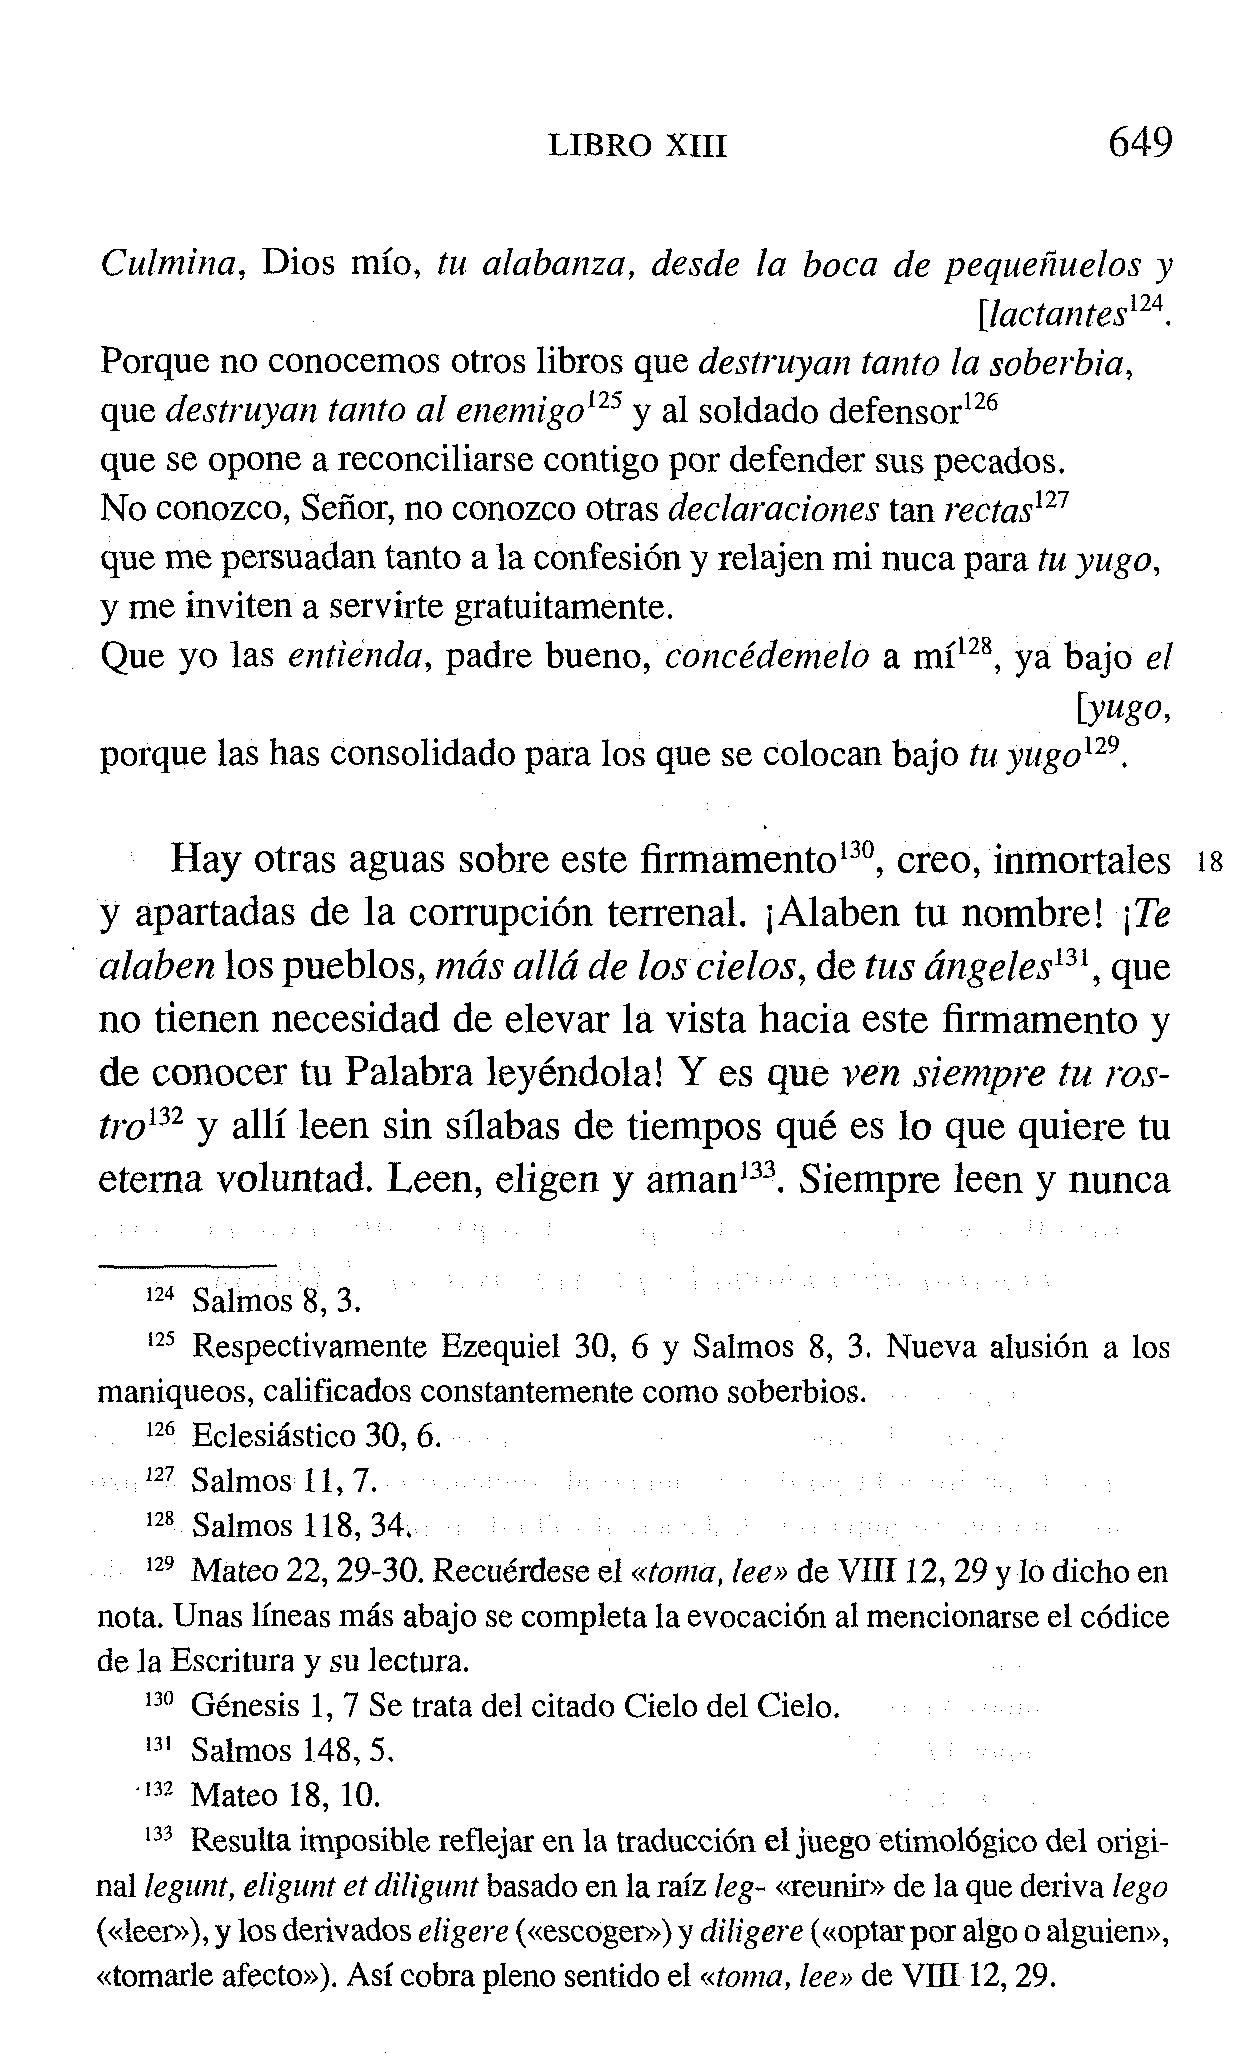 LIBRO XIII 649
Culmina, Dios mío, tu alabanza, desde la boca de pequeñuelos y
[lactantes¹²⁴.
Porque no conocemos otros libros que destruyan tanto la soberbia,
que destruyan tanto al enemigo¹²⁵ y al soldado defensor¹²⁶
que se opone a reconciliarse contigo por defender sus pecados.
No conozco, Señor, no conozco otras declaraciones tan rectas¹²⁷
que me persuadan tanto a la confesión y relajen mi nuca para tu yugo,
y me inviten a servirte gratuitamente.
Que yo las entienda, padre bueno, concédemelo a mí¹²⁸, ya bajo el
[yugo,
porque las has consolidado para los que se colocan bajo tu yugo¹²⁹.
Hay otras aguas sobre este firmamento¹³⁰, creo, inmortales 18
y apartadas de la corrupción terrenal. ¡Alaben tu nombre! ¡Te
alaben los pueblos, más allá de los cielos, de tus ángeles¹³¹, que
no tienen necesidad de elevar la vista hacia este firmamento y
de conocer tu Palabra leyéndola! Y es que ven siempre tu ros-
tro¹³² y allí leen sin sílabas de tiempos qué es lo que quiere tu
eterna voluntad. Leen, eligen y aman¹³³. Siempre leen y nunca
¹²⁴ Salmos 8, 3.
¹²⁵ Respectivamente Ezequiel 30, 6 y Salmos 8, 3. Nueva alusión a los
maniqueos, calificados constantemente como soberbios.
¹²⁶ Eclesiástico 30, 6.
¹²⁷ Salmos 11, 7.
¹²⁸ Salmos 118, 34.
¹²⁹ Mateo 22, 29-30. Recuérdese el «toma, lee» de VIII 12, 29 y lo dicho en
nota. Unas líneas más abajo se completa la evocación al mencionarse el códice
de la Escritura y su lectura.
¹³⁰ Génesis 1, 7 Se trata del citado Cielo del Cielo.
¹³¹ Salmos 148, 5.
¹³² Mateo 18, 10.
¹³³ Resulta imposible reflejar en la traducción el juego etimológico del origi-
nal legunt, eligunt et diligunt basado en la raíz leg- «reunir» de la que deriva lego
(«leer»), y los derivados eligere («escoger») y diligere («optar por algo o alguien»,
«tomarle afecto»). Así cobra pleno sentido el «toma, lee» de VIII 12, 29.